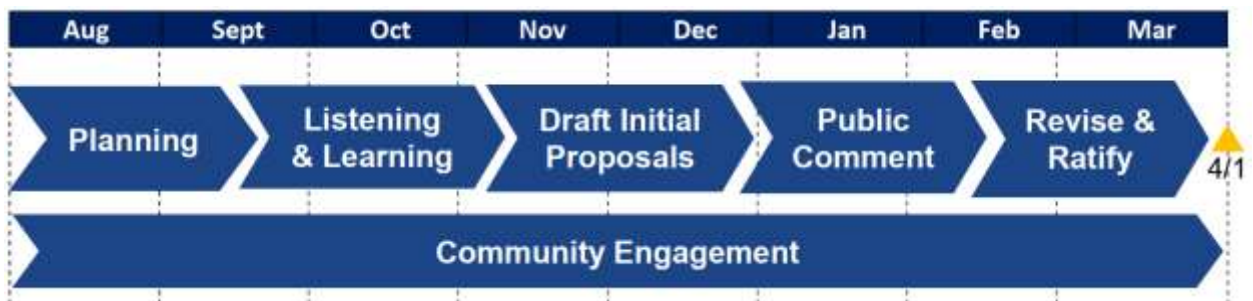 Aug Sept Oct Nov Dec Jan Feb Mar
Planning
Listening
& Learning
Draft Initial
Proposals
Public
Comment
Revise &
Ratify
4/1
Community Engagement